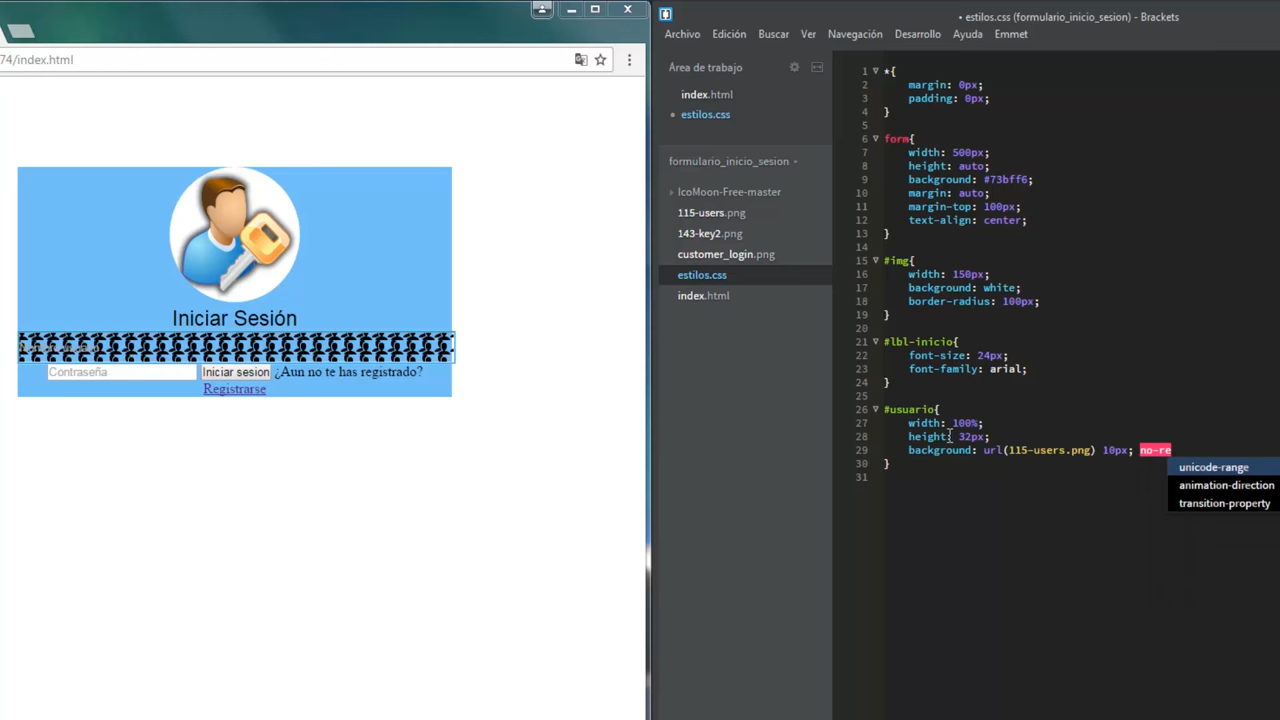 74/index.html
Iniciar Sesión
Contraseña
Iniciar sesion
¿Aun no te has registrado?
Registrarse
• estilos.css (formulario_inicio_sesion) - Brackets
Archivo Edición Buscar Ver Navegación Desarrollo Ayuda Emmet
Área de trabajo
index.html
estilos.css
formulario_inicio_sesion
IcoMoon-Free-master
115-users.png
143-key2.png
customer_login.png
estilos.css
index.html
1 *{
2 margin: 0px;
3 padding: 0px;
4 }
5
6 form{
7 width: 500px;
8 height: auto;
9 background: #73bff6;
10 margin: auto;
11 margin-top: 100px;
12 text-align: center;
13 }
14
15 #img{
16 width: 150px;
17 background: white;
18 border-radius: 100px;
19 }
20
21 #lbl-inicio{
22 font-size: 24px;
23 font-family: arial;
24 }
25
26 #usuario{
27 width: 100%;
28 height: 32px;
29 background: url(115-users.png) 10px; no-re
30 }
31
unicode-range
animation-direction
transition-property